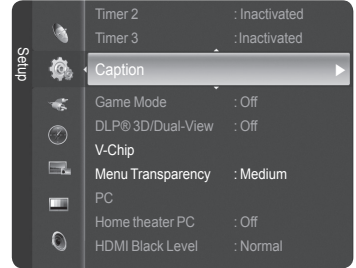 Setup
Timer 2 : Inactivated
Timer 3 : Inactivated
Caption
Game Mode : Off
DLP® 3D/Dual-View : Off
V-Chip
Menu Transparency : Medium
PC
Home theater PC : Off
HDMI Black Level : Normal